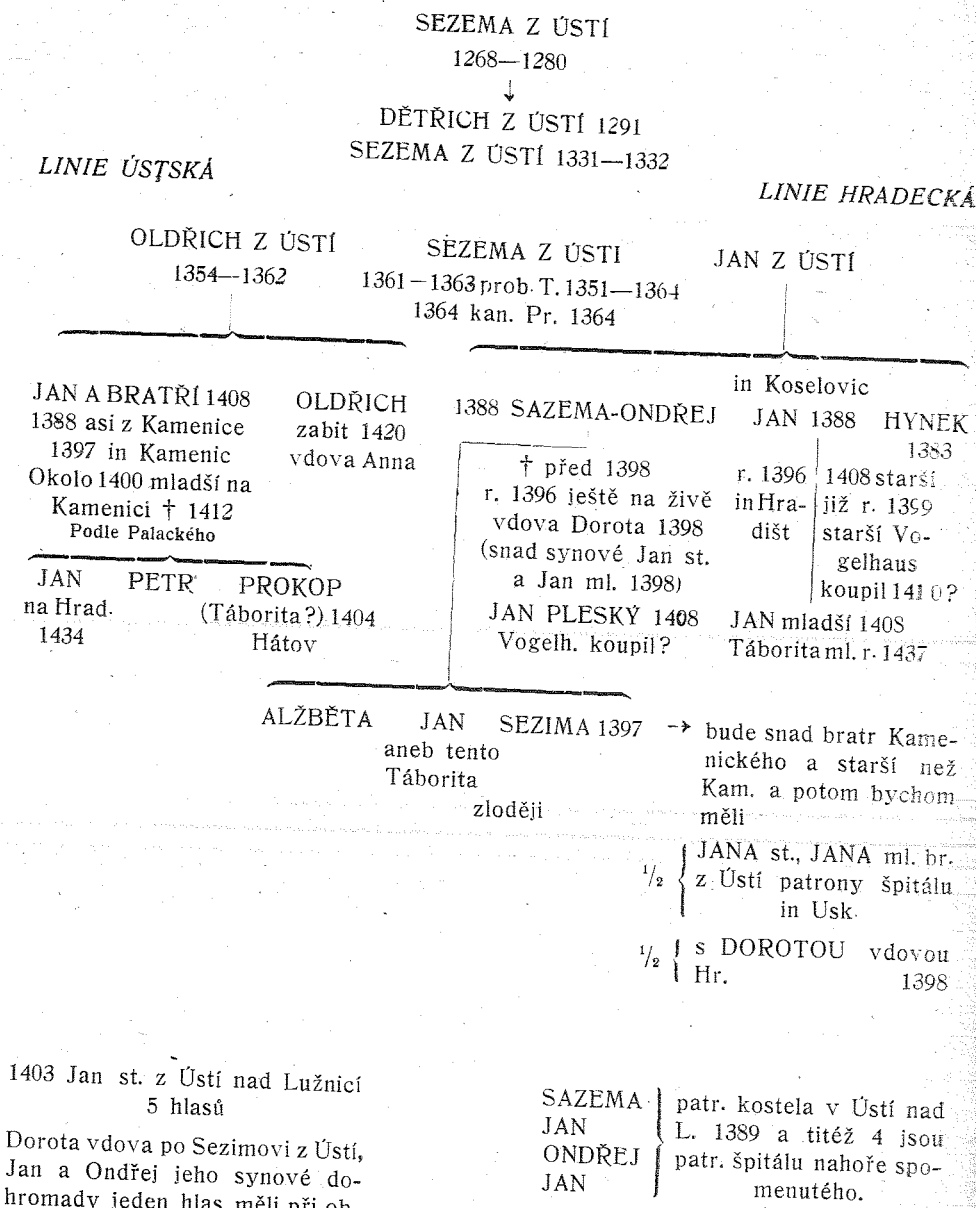 SEZEMA Z ÚSTÍ
1268—1280
↓
DĚTŘICH Z ÚSTÍ 1291
SEZEMA Z ÚSTÍ 1331—1332
LINIE ÚSTSKÁ
LINIE HRADECKÁ
OLDŘICH Z ÚSTÍ
1354—1362
SEZEMA Z ÚSTI
1361—1363 prob. T. 1351—1364
1364 kan. Pr. 1364
JAN Z ÚSTÍ
JAN A BRATŘÍ 1408
1388 asi z Kamenice
1397 in Kamenic
Okolo 1400 mladší na
Kamenici † 1412
Podle Palackého
OLDŘICH
zabit 1420
vdova Anna
1388 SAZEMA-ONDŘEJ
† před 1398
r. 1396 ještě na živě
vdova Dorota 1398
(snad synové Jan st.
a Jan ml. 1398)
JAN PLESKÝ 1408
Vogelh. koupil?
in Koselovic
JAN 1388
r. 1396
in Hra-
dišt
HYNEK
1383
1408 starší
již r. 1399
starší Vo-
gelhaus
koupil 1410?
JAN mladší 1408
Táborita ml. r. 1437
JAN
na Hrad.
1434
PETR
PROKOP
(Táborita?) 1404
Hátov
ALŽBĚTA JAN SEZIMA 1397 →
aneb tento
Táborita
zloději
bude snad bratr Kame-
nického a starší než
Kam. a potom bychom
měli
1/2 { JANA st., JANA ml. br.
z Ústí patrony špitálu
in Usk.
1/2 { s DOROTOU vdovou
Hr. 1398
1403 Jan st. z Ústí nad Lužnicí
5 hlasů
Dorota vdova po Sezimovi z Ústí,
Jan a Ondřej jeho synové do-
hromady jeden hlas měli při ob-
SAZEMA
JAN
ONDŘEJ
JAN
} patr. kostela v Ústí nad
L. 1389 a titéž 4 jsou
patr. špitálu nahoře spo-
menutého.